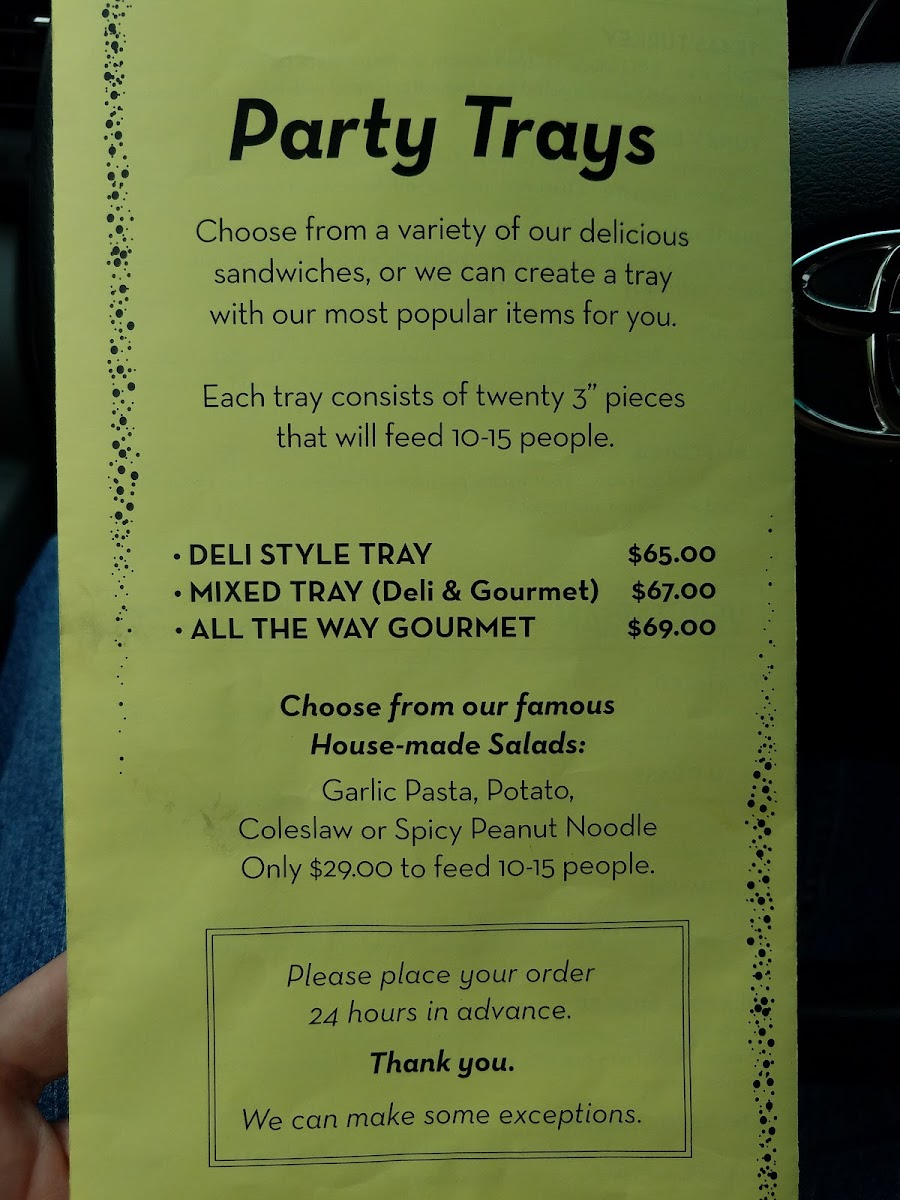 Party Trays
Choose from a variety of our delicious
sandwiches, or we can create a tray
with our most popular items for you.
Each tray consists of twenty 3” pieces
that will feed 10-15 people.
• DELI STYLE TRAY $65.00
• MIXED TRAY (Deli & Gourmet) $67.00
• ALL THE WAY GOURMET $69.00
Choose from our famous
House-made Salads:
Garlic Pasta, Potato,
Coleslaw or Spicy Peanut Noodle
Only $29.00 to feed 10-15 people.
Please place your order
24 hours in advance.
Thank you.
We can make some exceptions.